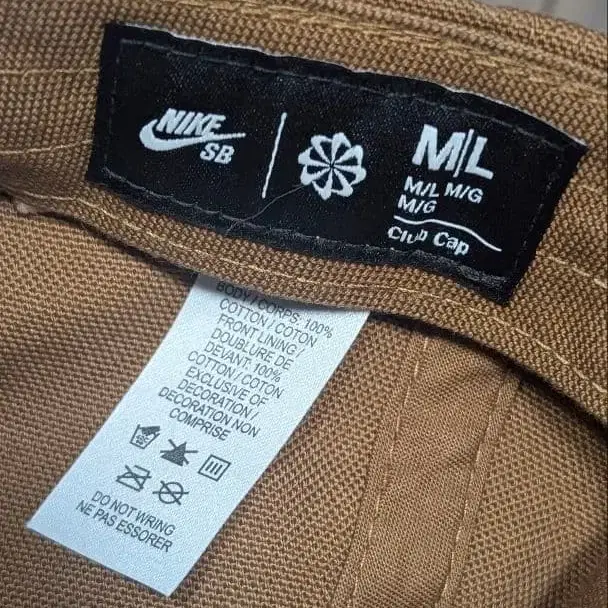 NIKE
SB
M/L
M/L M/G
M/G
Club Cap
BODY / CORPS: 100%
COTTON / COTON
FRONT LINING /
DOUBLURE DE
DEVANT: 100%
COTTON / COTON
EXCLUSIVE OF
DECORATION /
DECORATION NON
COMPRISE
DO NOT WRING
NE PAS ESSORER